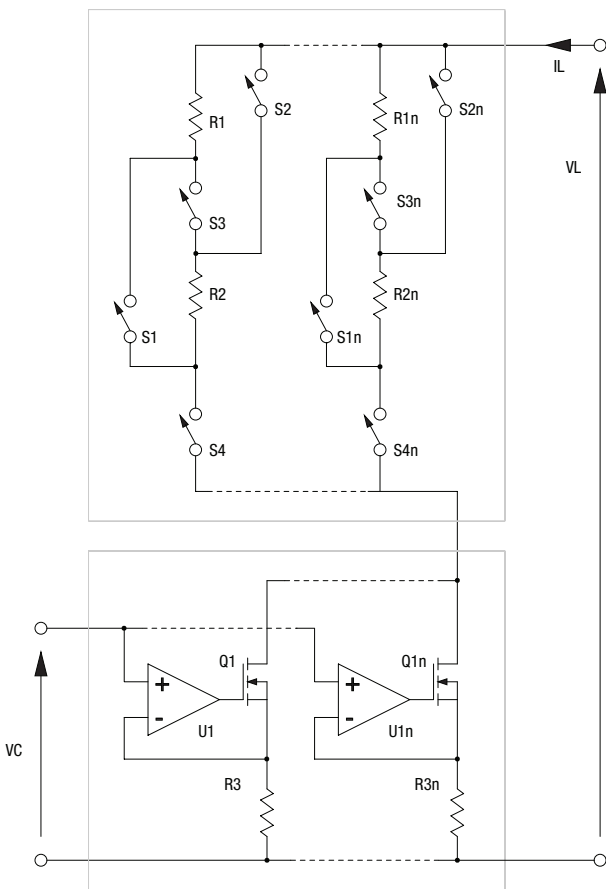 IL
R1
S2
R1n
S2n
VL
S3
S3n
R2
R2n
S1
S1n
S4
S4n
Q1
Q1n
+
+
-
-
U1
U1n
VC
R3
R3n